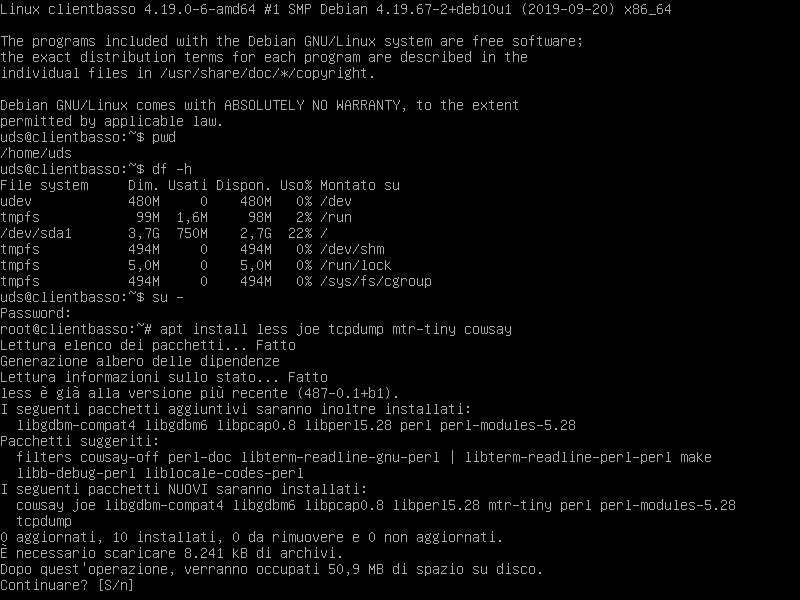 Linux clientbasso 4.19.0-6-amd64 #1 SMP Debian 4.19.67-2+deb10u1 (2019-09-20) x86_64

The programs included with the Debian GNU/Linux system are free software;
the exact distribution terms for each program are described in the
individual files in /usr/share/doc/*/copyright.

Debian GNU/Linux comes with ABSOLUTELY NO WARRANTY, to the extent
permitted by applicable law.
uds@clientbasso:~$ pwd
/home/uds
uds@clientbasso:~$ df -h
File system     Dim. Usati Dispon. Uso% Montato su
udev            480M     0    480M   0% /dev
tmpfs            99M  1,6M     98M   2% /run
/dev/sda1       3,7G  750M    2,7G  22% /
tmpfs           494M     0    494M   0% /dev/shm
tmpfs           5,0M     0    5,0M   0% /run/lock
tmpfs           494M     0    494M   0% /sys/fs/cgroup
uds@clientbasso:~$ su -
Password:
root@clientbasso:~# apt install less joe tcpdump mtr-tiny cowsay
Lettura elenco dei pacchetti... Fatto
Generazione albero delle dipendenze
Lettura informazioni sullo stato... Fatto
less è già alla versione più recente (487-0.1+b1).
I seguenti pacchetti aggiuntivi saranno inoltre installati:
  libgdbm-compat4 libgdbm6 libpcap0.8 libperl5.28 perl perl-modules-5.28
Pacchetti suggeriti:
  filters cowsay-off perl-doc libterm-readline-gnu-perl | libterm-readline-perl-perl make
  libb-debug-perl liblocale-codes-perl
I seguenti pacchetti NUOVI saranno installati:
  cowsay joe libgdbm-compat4 libgdbm6 libpcap0.8 libperl5.28 mtr-tiny perl perl-modules-5.28
  tcpdump
0 aggiornati, 10 installati, 0 da rimuovere e 0 non aggiornati.
È necessario scaricare 8.241 kB di archivi.
Dopo quest'operazione, verranno occupati 50,9 MB di spazio su disco.
Continuare? [S/n]